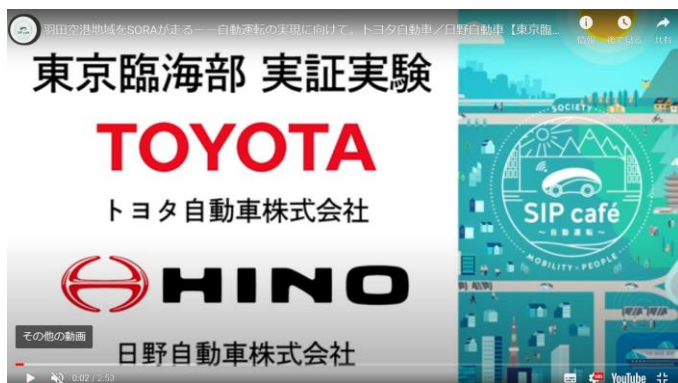 羽田空港地域をSORAが走る――自動運転の実現に向けて。トヨタ自動車／日野自動車【東京臨…
情報
後で見る
共有
東京臨海部 実証実験
TOYOTA
トヨタ自動車株式会社
HINO
日野自動車株式会社
SOCIETY
SIP café
～自動運転～
MOBILITY×PEOPLE
その他の動画
0:02 / 2:53
YouTube